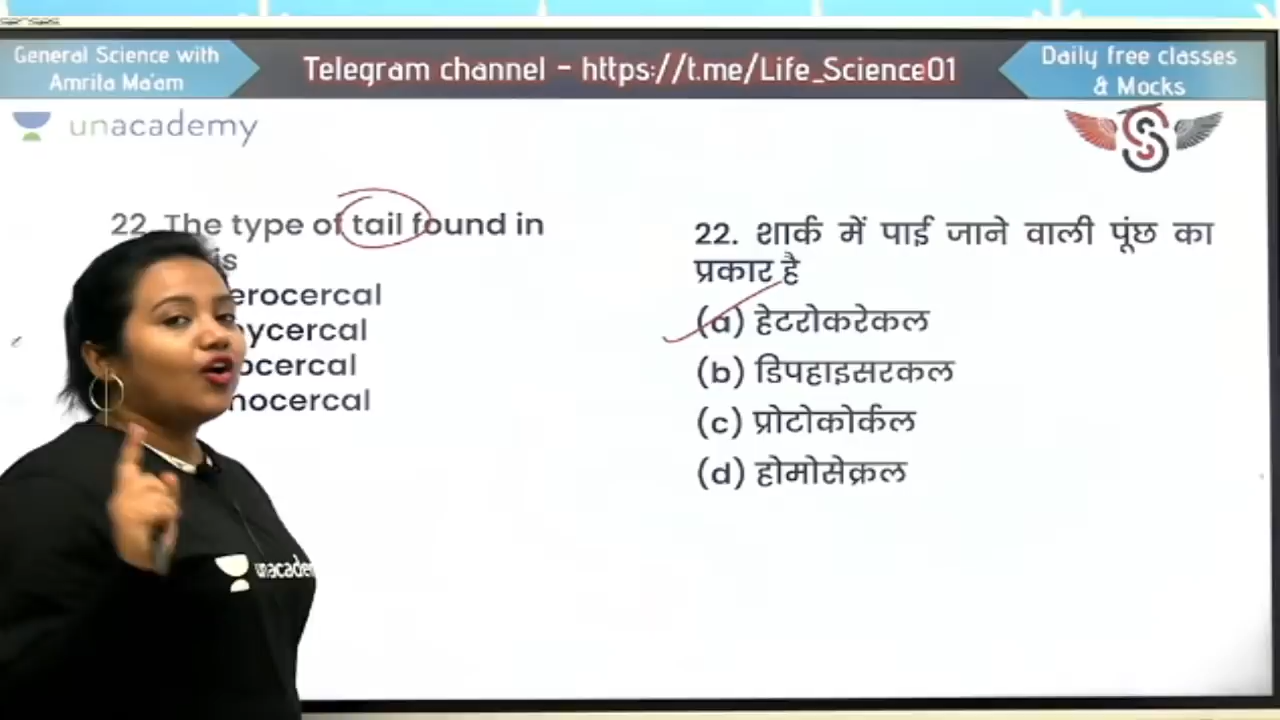 General Science with
Amrita Ma'am
Telegram channel - https://t.me/Life_Science01
Daily free classes
& Mocks
unacademy
22. The type of tail found in
is
erocercal
ycercal
ocercal
nocercal
22. शार्क में पाई जाने वाली पूंछ का
प्रकार है
(a) हेटरोकरेकल
(b) डिपहाइसरकल
(c) प्रोटोकोर्कल
(d) होमोसेक्रल
unacade